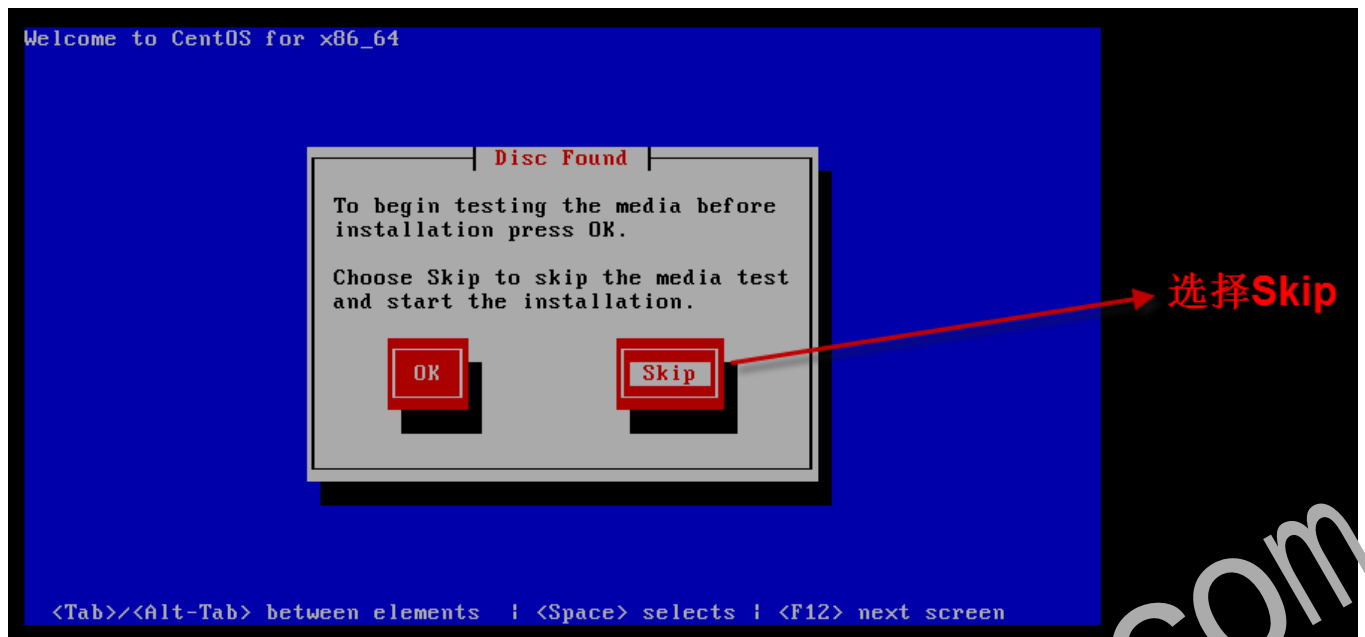 Welcome to CentOS for x86_64
Disc Found
To begin testing the media before
installation press OK.
Choose Skip to skip the media test
and start the installation.
OK
Skip
选择Skip
<Tab>/<Alt-Tab> between elements | <Space> selects | <F12> next screen
com